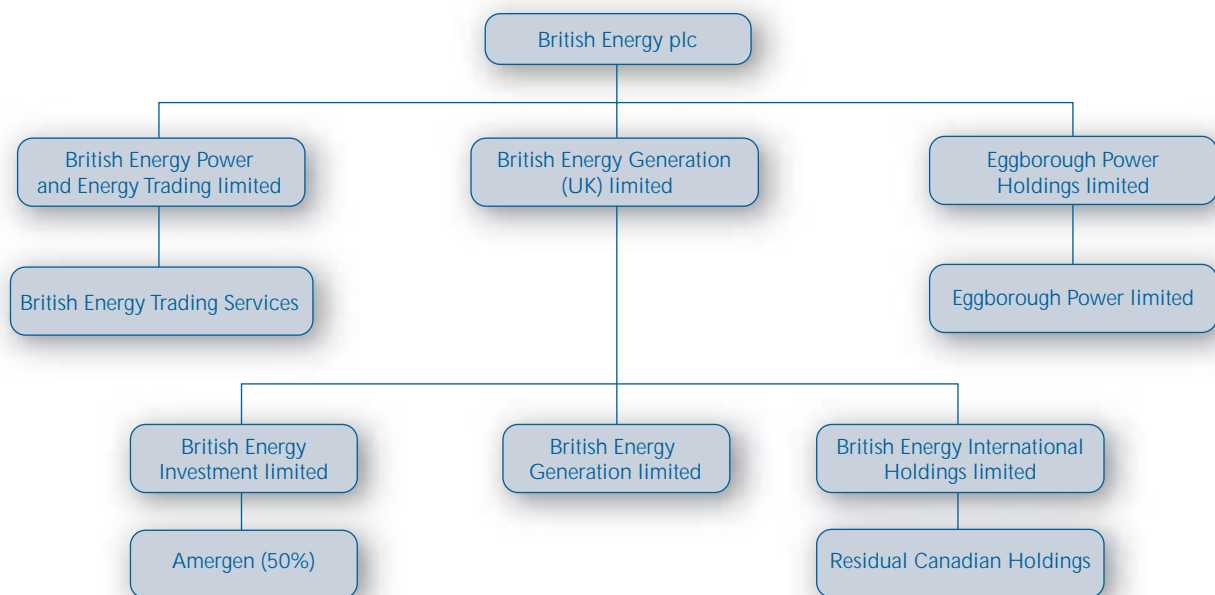 British Energy plc
British Energy Power
and Energy Trading limited
British Energy Generation
(UK) limited
Eggborough Power
Holdings limited
British Energy Trading Services
Eggborough Power limited
British Energy
Investment limited
British Energy
Generation limited
British Energy International
Holdings limited
Amergen (50%)
Residual Canadian Holdings